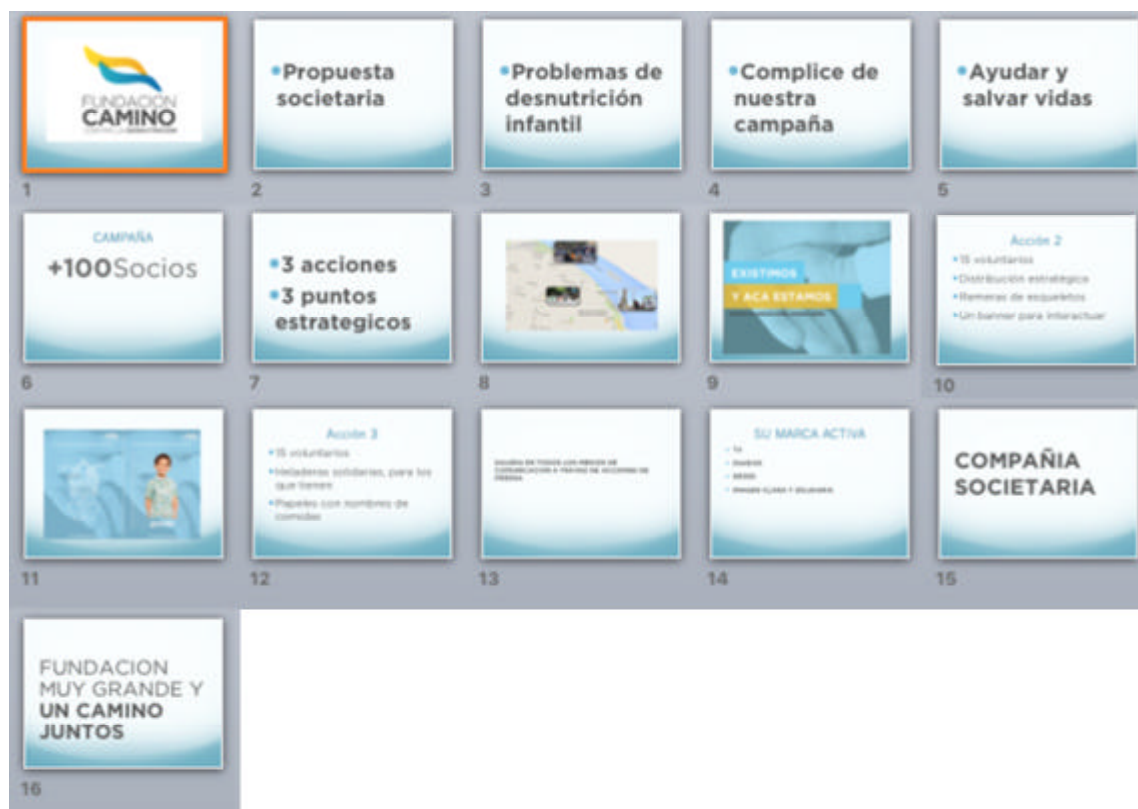 FUNDACION
CAMINO
1
•Propuesta
societaria
2
•Problemas de
desnutrición
infantil
3
•Complice de
nuestra
campaña
4
•Ayudar y
salvar vidas
5
CAMPAÑA
+100Socios
6
•3 acciones
•3 puntos
estrategicos
7
8
EXISTIMOS
Y ACA ESTAMOS
9
Acción 2
•15 voluntarios
•Distribución estratégica
•Remeras de esqueletos
•Un banner para interactuar
10
11
Acción 3
•15 voluntarios
•Heladeras solidarias, para los
que tienen
•Papeles con nombres de
comidas
12
13
SU MARCA ACTIVA
14
COMPAÑIA
SOCIETARIA
15
FUNDACION
MUY GRANDE Y
UN CAMINO
JUNTOS
16